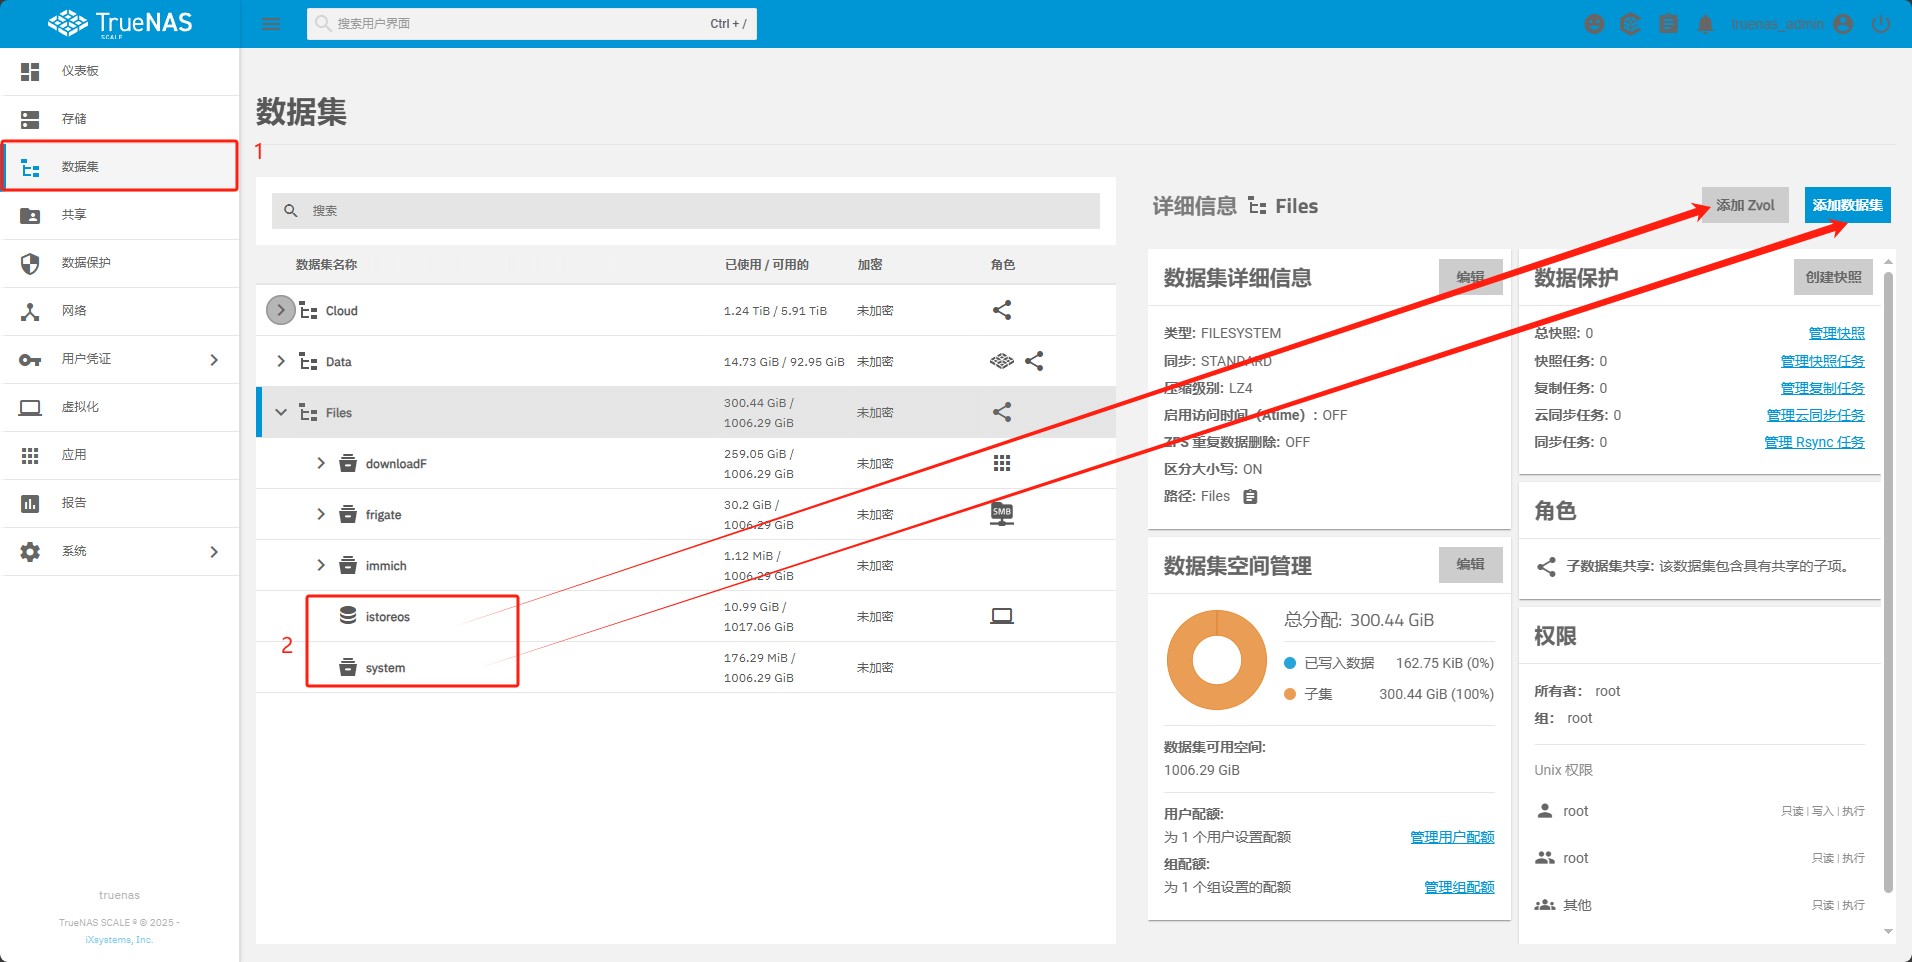 TrueNAS
SCALE
搜索用户界面
Ctrl + /
truenas_admin
仪表板
存储
数据集
共享
数据保护
网络
用户凭证
虚拟化
应用
报告
系统
truenas
TrueNAS SCALE ® © 2025 -
iXsystems, Inc.
数据集
1
搜索
数据集名称 已使用 / 可用的 加密 角色
Cloud 1.24 TiB / 5.91 TiB 未加密
Data 14.73 GiB / 92.95 GiB 未加密
Files 300.44 GiB /
1006.29 GiB 未加密
downloadF 259.05 GiB /
1006.29 GiB 未加密
frigate 30.2 GiB /
1006.29 GiB 未加密 SMB
immich 1.12 MiB /
1006.29 GiB 未加密
istoreos 10.99 GiB /
1017.06 GiB 未加密
2
system 176.29 MiB /
1006.29 GiB 未加密
详细信息 Files
添加 Zvol
添加数据集
数据集详细信息
编辑
类型: FILESYSTEM
同步: STANDARD
压缩级别: LZ4
启用访问时间（Atime）: OFF
ZFS 重复数据删除: OFF
区分大小写: ON
路径: Files
数据集空间管理
编辑
总分配: 300.44 GiB
已写入数据 162.75 KiB (0%)
子集 300.44 GiB (100%)
数据集可用空间:
1006.29 GiB
用户配额:
为 1 个用户设置配额 管理用户配额
组配额:
为 1 个组设置的配额 管理组配额
数据保护
创建快照
总快照: 0 管理快照
快照任务: 0 管理快照任务
复制任务: 0 管理复制任务
云同步任务: 0 管理云同步任务
同步任务: 0 管理 Rsync 任务
角色
子数据集共享: 该数据集包含具有共享的子项。
权限
所有者: root
组: root
Unix 权限
root 只读 | 写入 | 执行
root 只读 | 执行
其他 只读 | 执行